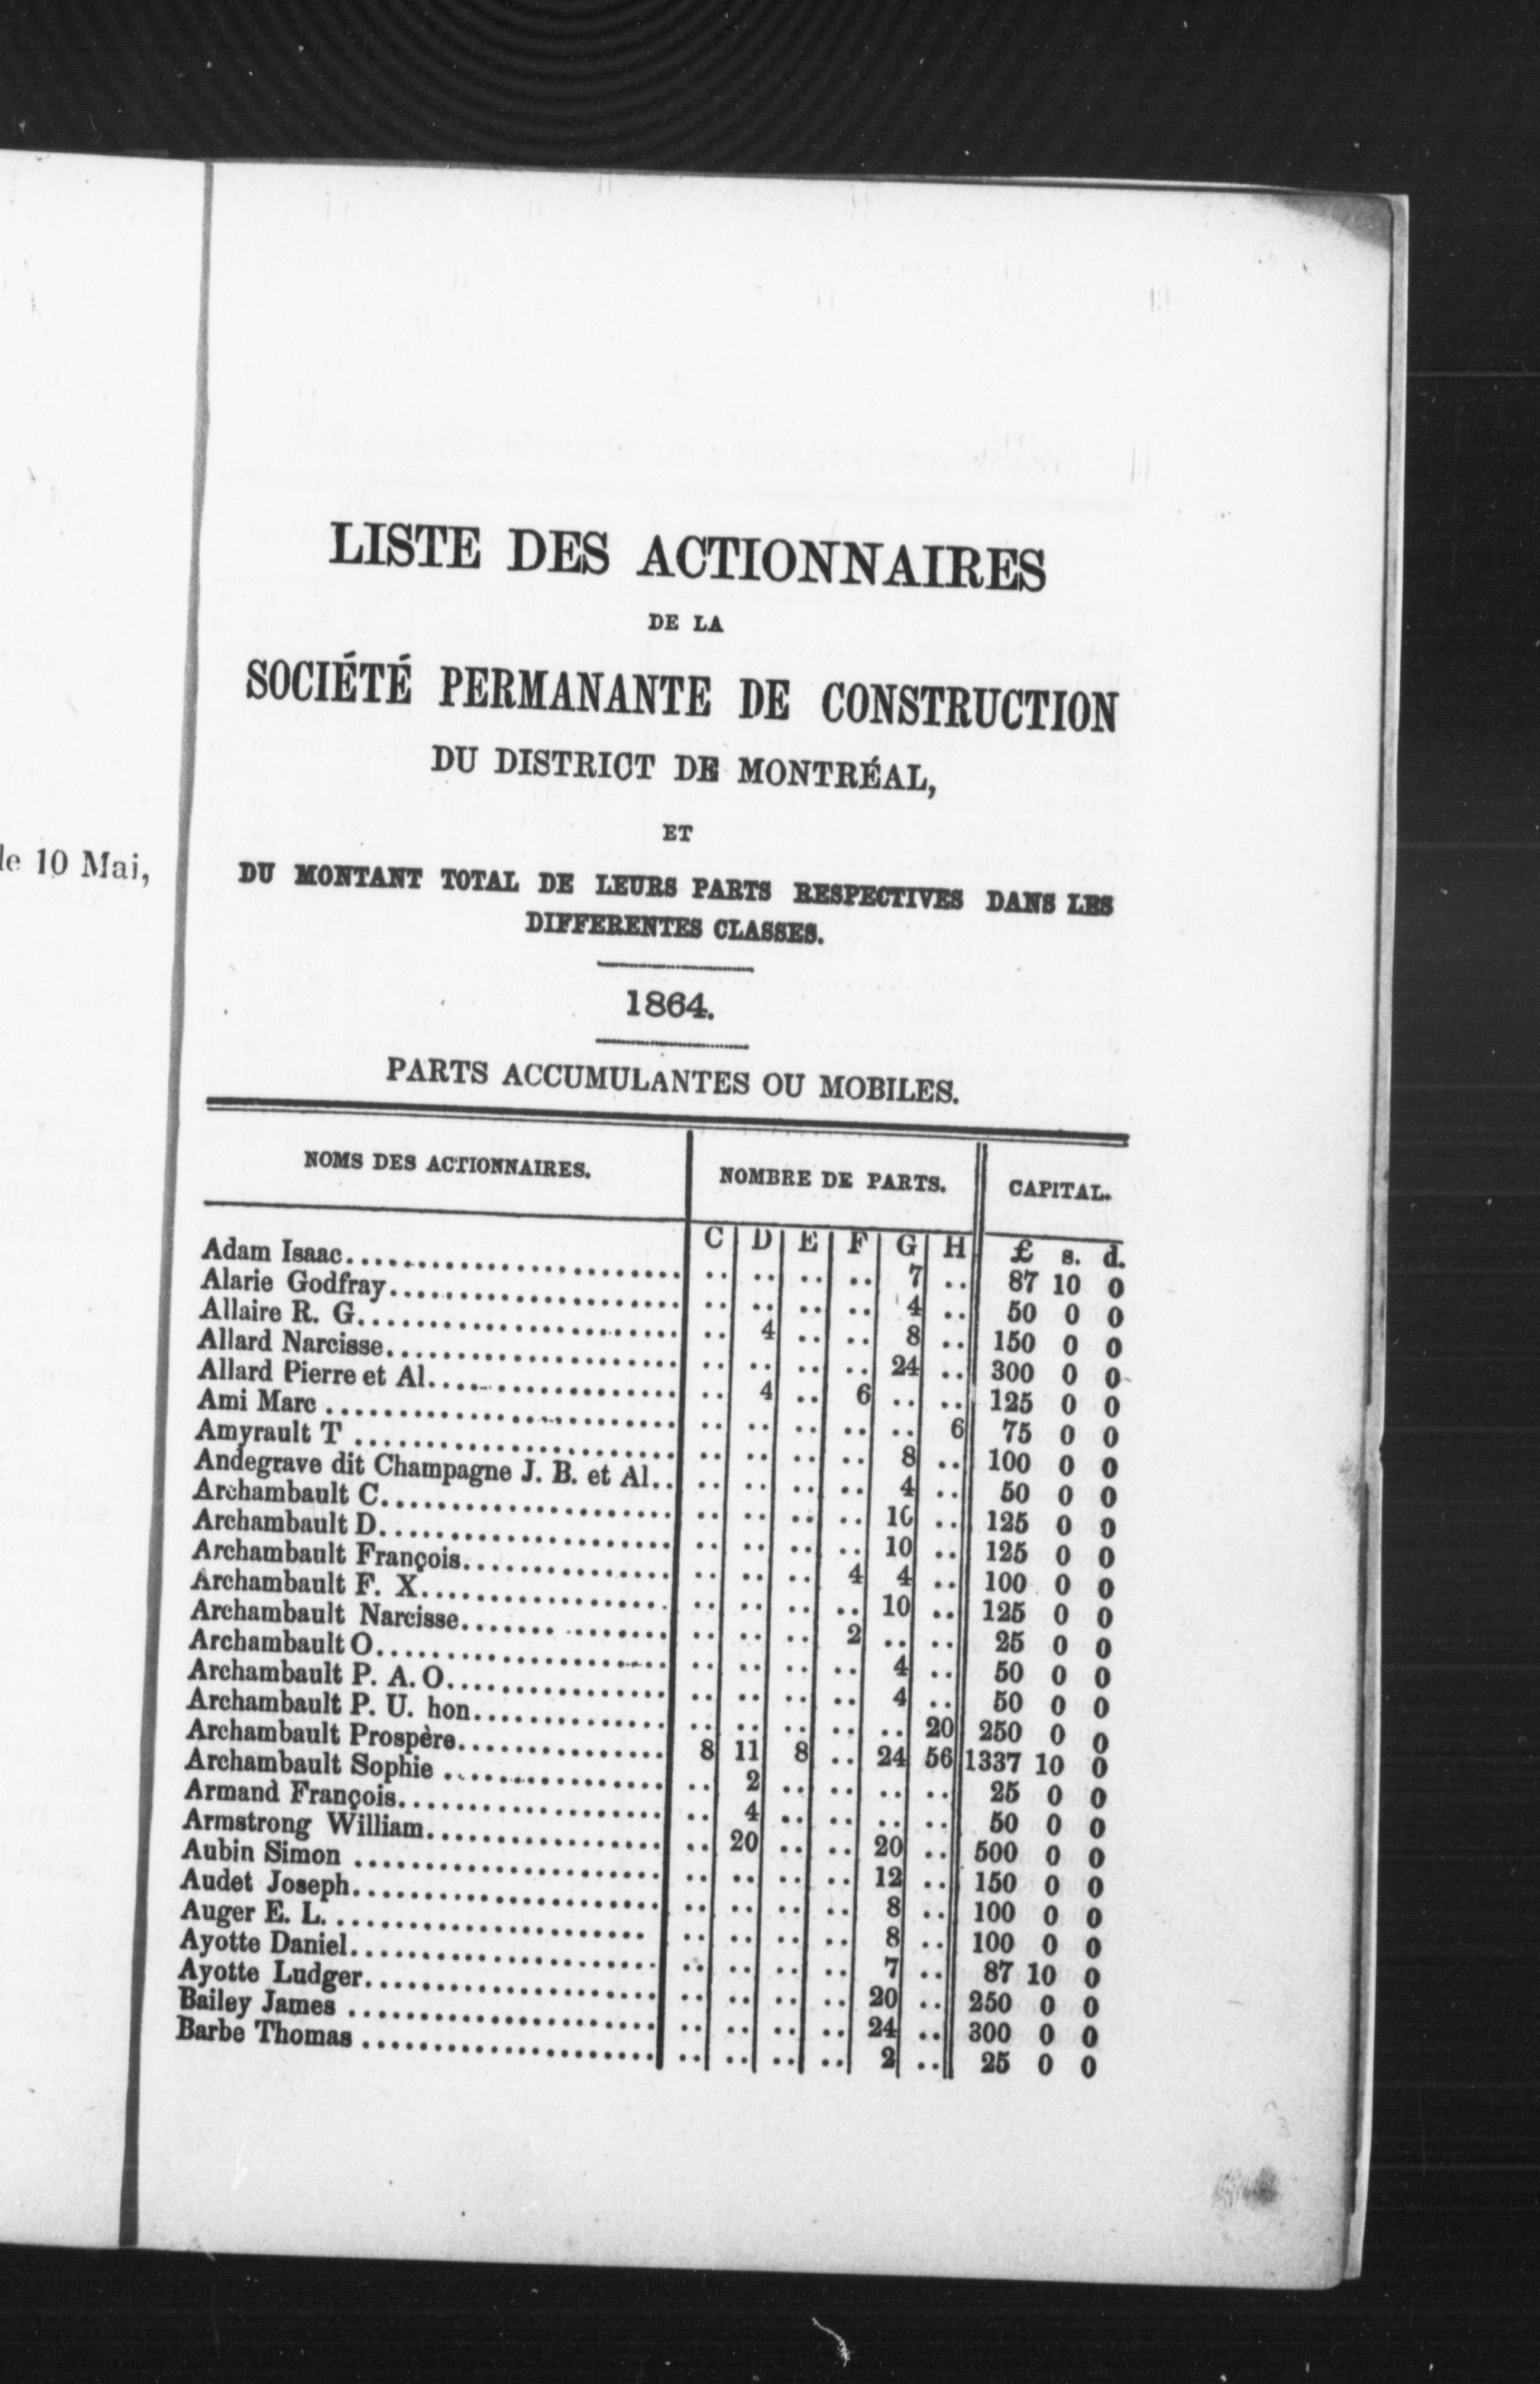 le 10 Mai,
LISTE DES ACTIONNAIRES
DE LA
SOCIÉTÉ PERMANANTE DE CONSTRUCTION
DU DISTRICT DE MONTRÉAL,
ET
DU MONTANT TOTAL DE LEURS PARTS RESPECTIVES DANS LES
DIFFERENTES CLASSES.
1864.
PARTS ACCUMULANTES OU MOBILES.
NOMS DES ACTIONNAIRES. NOMBRE DE PARTS. CAPITAL.
C D E F G H £ s. d.
Adam Isaac........................ .. .. .. .. 7 .. 87 10 0
Alarie Godfray.................... .. .. .. .. 4 .. 50 0 0
Allaire R. G...................... .. 4 .. .. 8 .. 150 0 0
Allard Narcisse................... .. .. .. .. 24 .. 300 0 0
Allard Pierre et Al............... .. 4 .. 6 .. .. 125 0 0
Ami Marc ......................... .. .. .. .. .. 6 75 0 0
Amyrault T ....................... .. .. .. .. 8 .. 100 0 0
Andegrave dit Champagne J. B. et Al.. .. .. .. .. 4 .. 50 0 0
Archambault C..................... .. .. .. .. 10 .. 125 0 0
Archambault D..................... .. .. .. .. 10 .. 125 0 0
Archambault François.............. .. .. .. 4 4 .. 100 0 0
Archambault F. X.................. .. .. .. .. 10 .. 125 0 0
Archambault Narcisse.............. .. .. .. 2 .. .. 25 0 0
Archambault O..................... .. .. .. .. 4 .. 50 0 0
Archambault P. A. O............... .. .. .. .. 4 .. 50 0 0
Archambault P. U. hon............. .. .. .. .. .. 20 250 0 0
Archambault Prospère.............. 8 11 8 .. 24 56 1337 10 0
Archambault Sophie ............... .. 2 .. .. .. .. 25 0 0
Armand François................... .. 4 .. .. .. .. 50 0 0
Armstrong William................. .. 20 .. .. 20 .. 500 0 0
Aubin Simon ...................... .. .. .. .. 12 .. 150 0 0
Audet Joseph...................... .. .. .. .. 8 .. 100 0 0
Auger E. L. ...................... .. .. .. .. 8 .. 100 0 0
Ayotte Daniel..................... .. .. .. .. 7 .. 87 10 0
Ayotte Ludger..................... .. .. .. .. 20 .. 250 0 0
Bailey James ..................... .. .. .. .. 24 .. 300 0 0
Barbe Thomas ..................... .. .. .. .. 2 .. 25 0 0